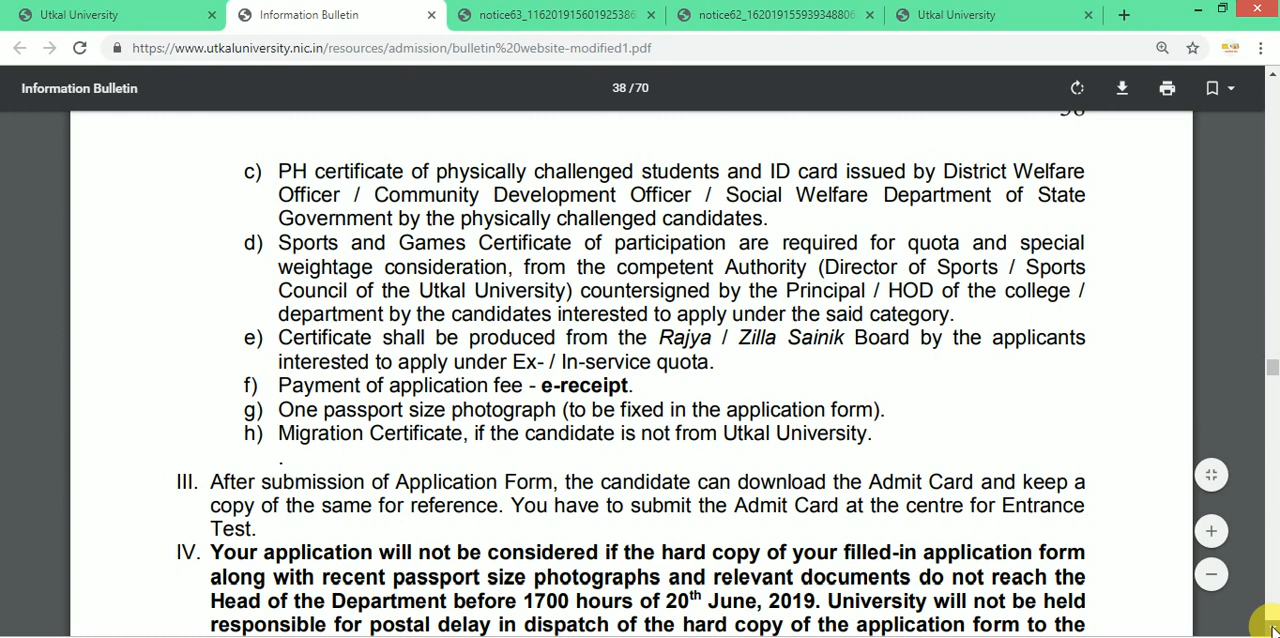 Utkal University
Information Bulletin
notice63_11620191560192538
notice62_162019155939348806
Utkal University
https://www.utkaluniversity.nic.in/resources/admission/bulletin%20website-modified1.pdf
Information Bulletin
38 / 70
c) PH certificate of physically challenged students and ID card issued by District Welfare
Officer / Community Development Officer / Social Welfare Department of State
Government by the physically challenged candidates.
d) Sports and Games Certificate of participation are required for quota and special
weightage consideration, from the competent Authority (Director of Sports / Sports
Council of the Utkal University) countersigned by the Principal / HOD of the college /
department by the candidates interested to apply under the said category.
e) Certificate shall be produced from the Rajya / Zilla Sainik Board by the applicants
interested to apply under Ex- / In-service quota.
f) Payment of application fee - e-receipt.
g) One passport size photograph (to be fixed in the application form).
h) Migration Certificate, if the candidate is not from Utkal University.
.
III. After submission of Application Form, the candidate can download the Admit Card and keep a
copy of the same for reference. You have to submit the Admit Card at the centre for Entrance
Test.
IV. Your application will not be considered if the hard copy of your filled-in application form
along with recent passport size photographs and relevant documents do not reach the
Head of the Department before 1700 hours of 20th June, 2019. University will not be held
responsible for postal delay in dispatch of the hard copy of the application form to the